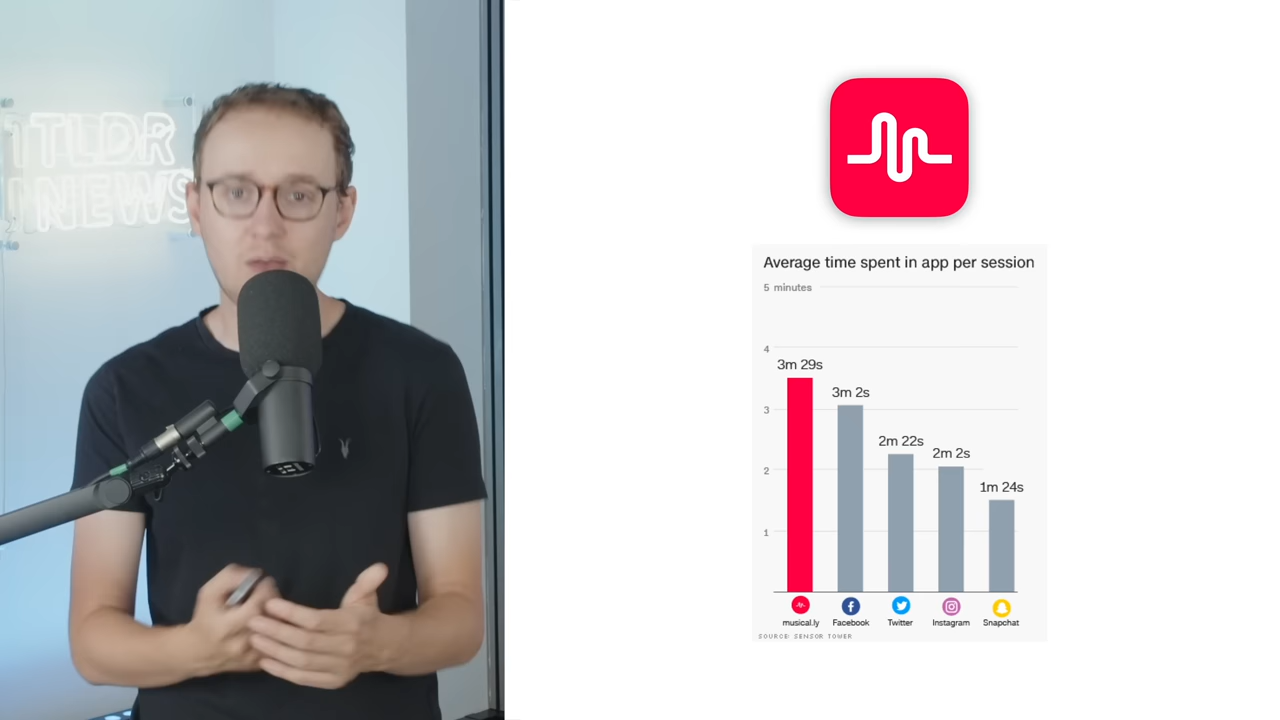 TLDR
NEWS
Average time spent in app per session
5 minutes
4
3m 29s
3m 2s
3
2m 22s
2m 2s
2
1m 24s
1
musical.ly
Facebook
Twitter
Instagram
Snapchat
SOURCE: SENSOR TOWER